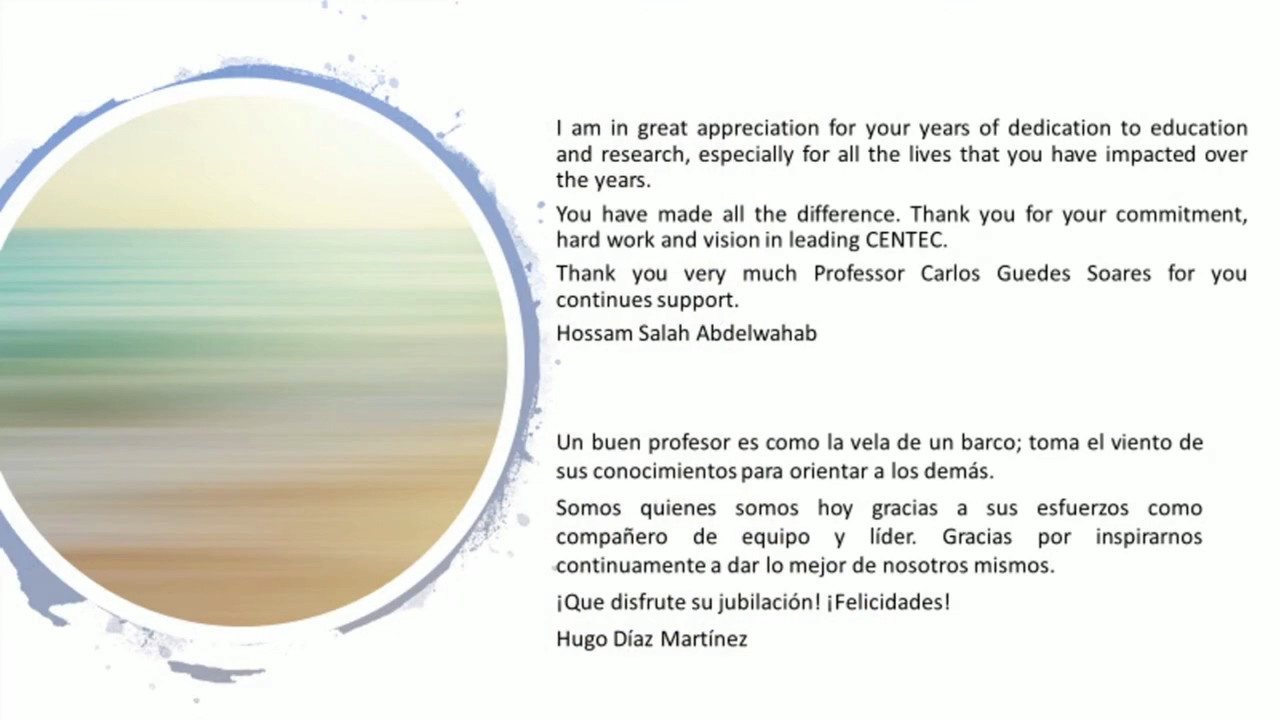 I am in great appreciation for your years of dedication to education
and research, especially for all the lives that you have impacted over
the years.
You have made all the difference. Thank you for your commitment,
hard work and vision in leading CENTEC.
Thank you very much Professor Carlos Guedes Soares for you
continues support.
Hossam Salah Abdelwahab
Un buen profesor es como la vela de un barco; toma el viento de
sus conocimientos para orientar a los demás.
Somos quienes somos hoy gracias a sus esfuerzos como
compañero de equipo y líder. Gracias por inspirarnos
continuamente a dar lo mejor de nosotros mismos.
¡Que disfrute su jubilación! ¡Felicidades!
Hugo Díaz Martínez